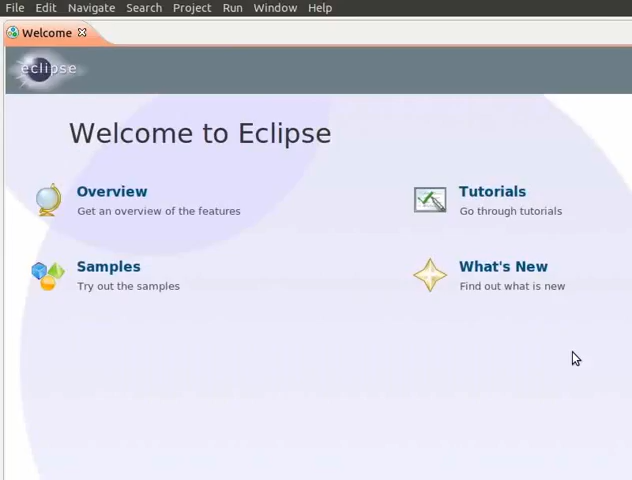 File Edit Navigate Search Project Run Window Help
Welcome
eclipse
Welcome to Eclipse
Overview
Get an overview of the features
Tutorials
Go through tutorials
Samples
Try out the samples
What's New
Find out what is new